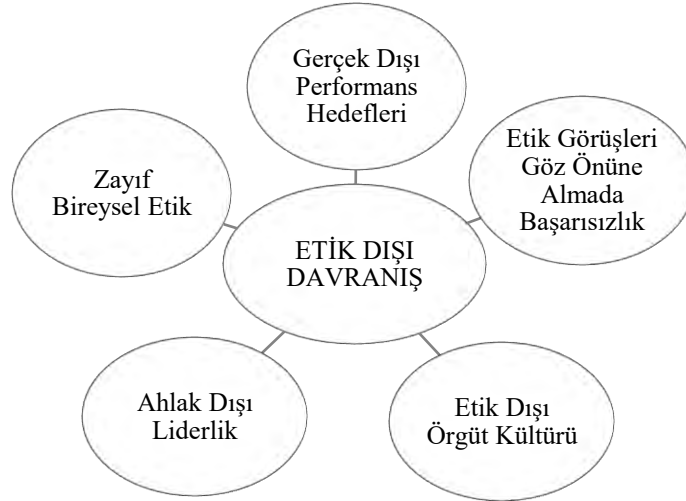 Gerçek Dışı
Performans
Hedefleri
Etik Görüşleri
Göz Önüne
Almada
Başarısızlık
Zayıf
Bireysel Etik
ETİK DIŞI
DAVRANIŞ
Ahlak Dışı
Liderlik
Etik Dışı
Örgüt Kültürü